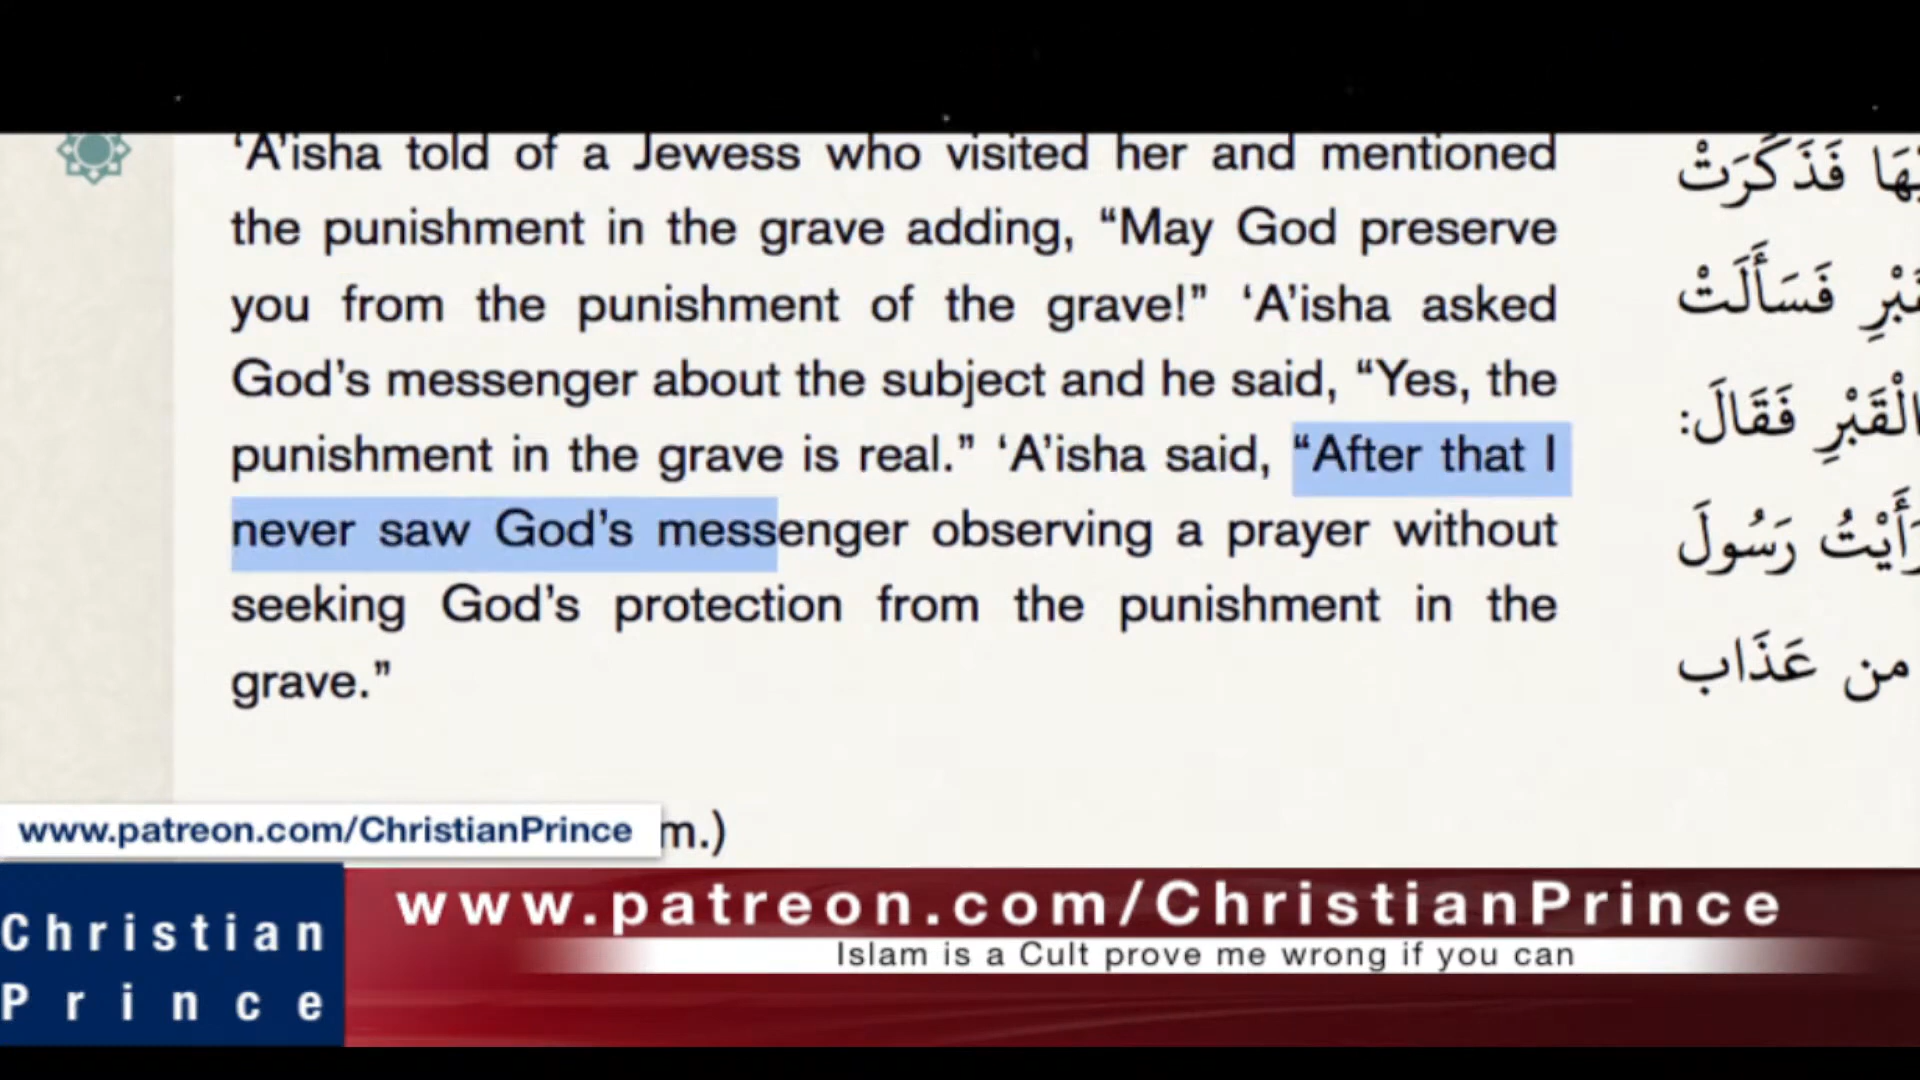 ‘A’isha told of a Jewess who visited her and mentioned
the punishment in the grave adding, “May God preserve
you from the punishment of the grave!” ‘A’isha asked
God’s messenger about the subject and he said, “Yes, the
punishment in the grave is real.” ‘A’isha said, “After that I
never saw God’s messenger observing a prayer without
seeking God’s protection from the punishment in the
grave.”
فَذَكَرَتْ
فَسَأَلَتْ
الْقَبْرِ فَقَالَ:
رَأَيْتُ رَسُولَ
من عَذَاب
m.)
www.patreon.com/ChristianPrince
Christian
Prince
www.patreon.com/ChristianPrince
Islam is a Cult prove me wrong if you can